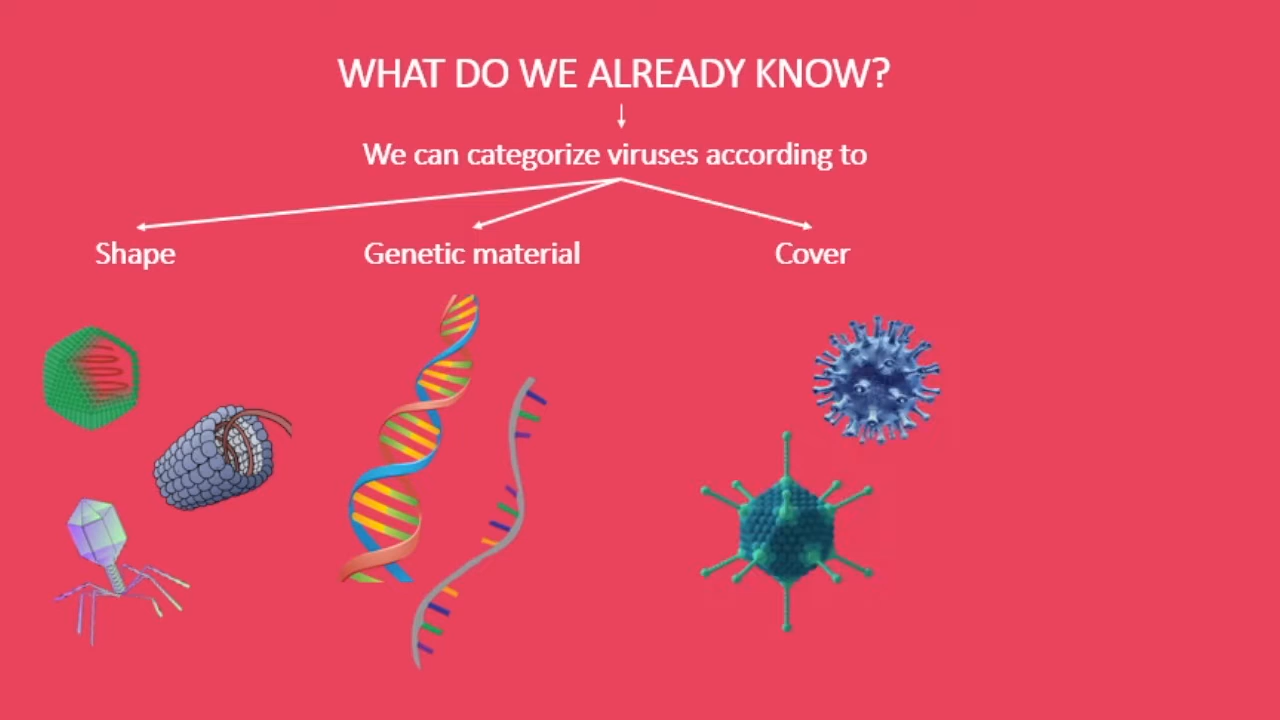 WHAT DO WE ALREADY KNOW?
We can categorize viruses according to
Shape
Genetic material
Cover